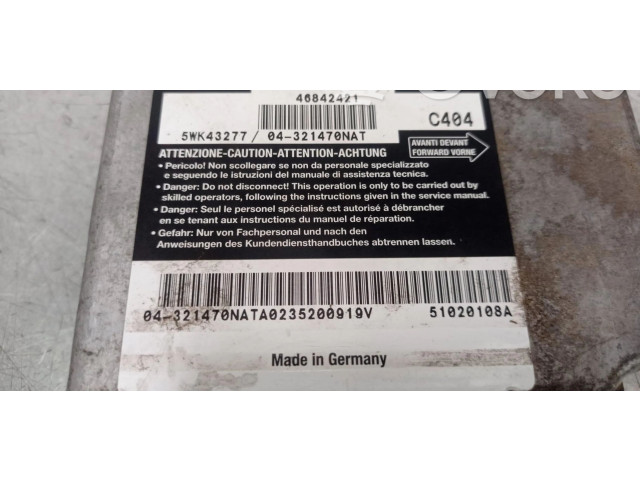 46842421
5WK43277 / 04-321470NAT
C404
AVANTI DEVANT
FORWARD VORNE
ATTENZIONE-CAUTION-ATTENTION-ACHTUNG
• Pericolo! Non scollegare se non da personale specializzato
e seguendo le istruzioni del manuale di assistenza tecnica.
• Danger: Do not disconnect! This operation is only to be carried out by
skilled operators, following the instructions given in the service manual.
• Danger: Seul le personel spécialisé est autorisé à débrancher
en se tenant aux instructions du manuel de réparation.
• Gefahr: Nur von Fachpersonal und nach den
Anweisungen des Kundendiensthandbuches abtrennen lassen.
04-321470NATA0235200919V
51020108A
Made in Germany